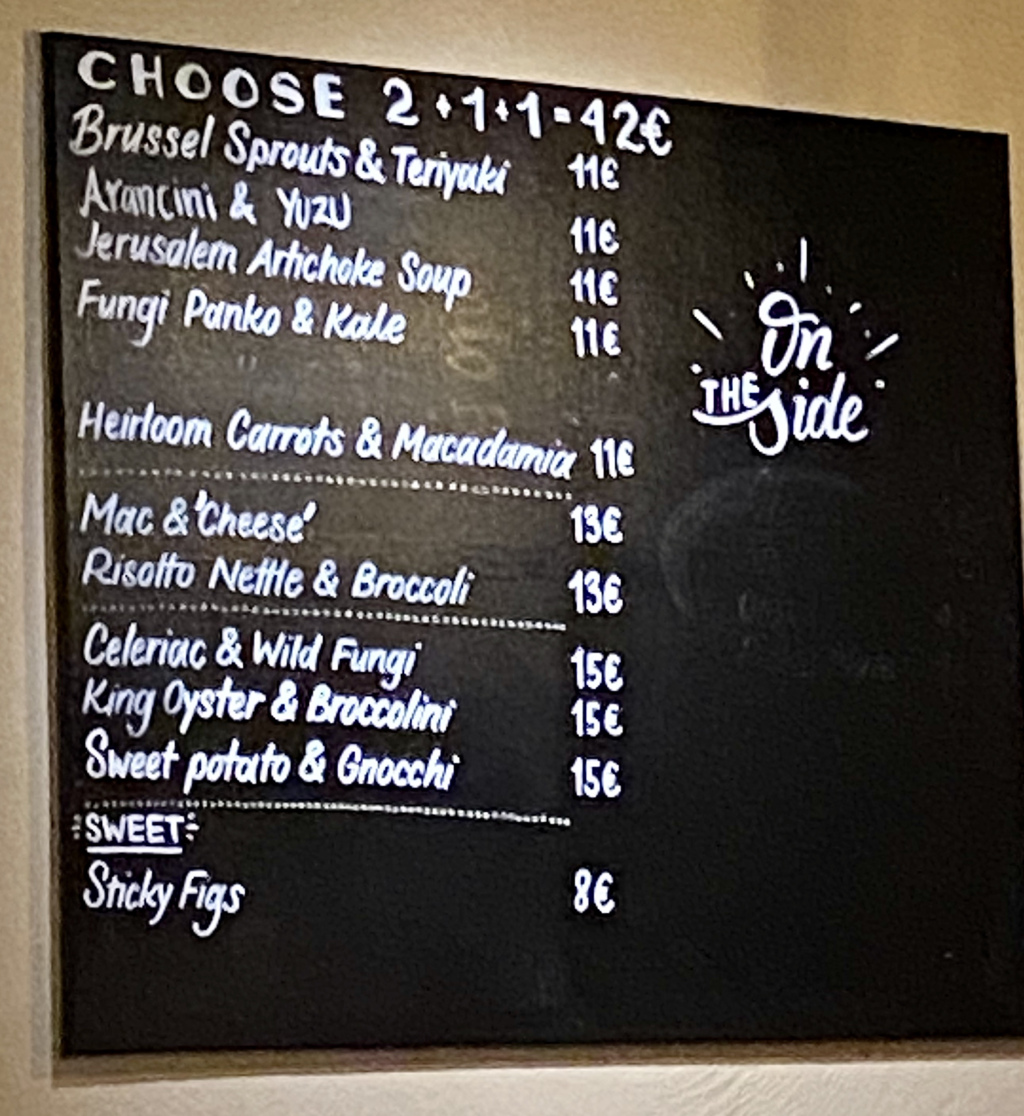 CHOOSE 2+1+1=42€
Brussel Sprouts & Teriyaki 11€
Arancini & YUZU 11€
Jerusalem Artichoke Soup 11€
Fungi Panko & Kale 11€
Heirloom Carrots & Macadamia 11€
Mac & 'Cheese' 13€
Risotto Nettle & Broccoli 13€
Celeriac & Wild Fungi 15€
King Oyster & Broccolini 15€
Sweet potato & Gnocchi 15€
SWEET
Sticky Figs 8€
On
THE Side